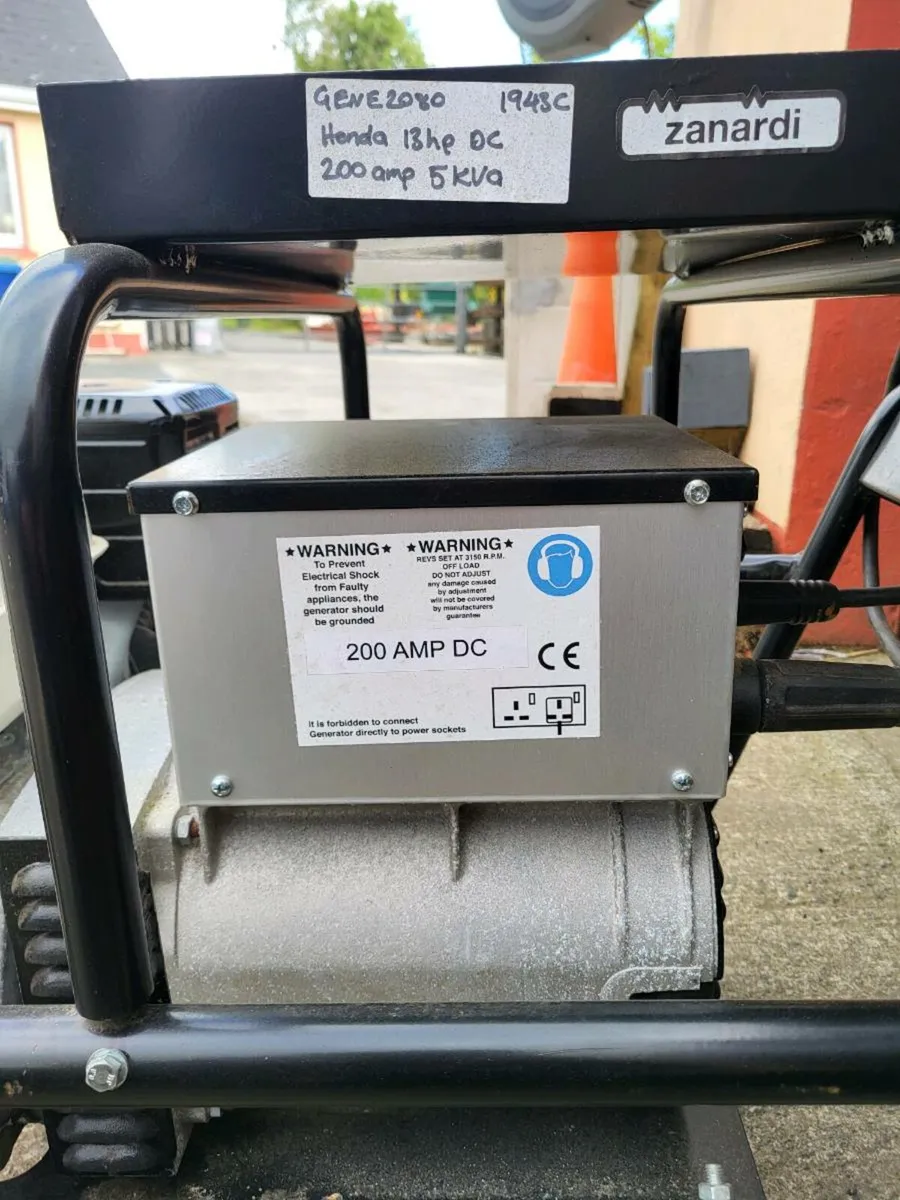 GENE2080 1943C
Honda 13hp DC
200 amp 5KVa
zanardi
★WARNING★
To Prevent
Electrical Shock
from Faulty
appliances, the
generator should
be grounded
★WARNING★
REVS SET AT 3150 R.P.M.
OFF LOAD
DO NOT ADJUST
any damage caused
by adjustment
will not be covered
by manufacturers
guarantee
200 AMP DC
CE
It is forbidden to connect
Generator directly to power sockets